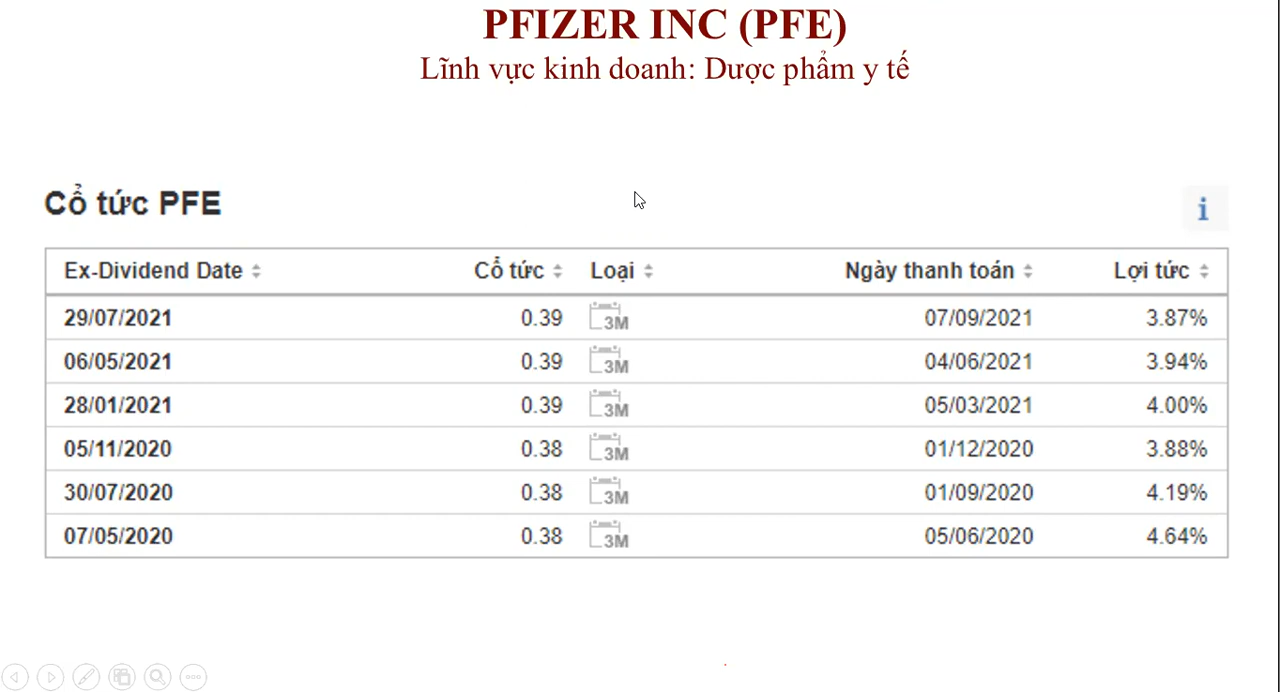 PFIZER INC (PFE)
Lĩnh vực kinh doanh: Dược phẩm y tế
Cổ tức PFE
i
Ex-Dividend Date Cổ tức Loại Ngày thanh toán Lợi tức
29/07/2021 0.39 3M 07/09/2021 3.87%
06/05/2021 0.39 3M 04/06/2021 3.94%
28/01/2021 0.39 3M 05/03/2021 4.00%
05/11/2020 0.38 3M 01/12/2020 3.88%
30/07/2020 0.38 3M 01/09/2020 4.19%
07/05/2020 0.38 3M 05/06/2020 4.64%